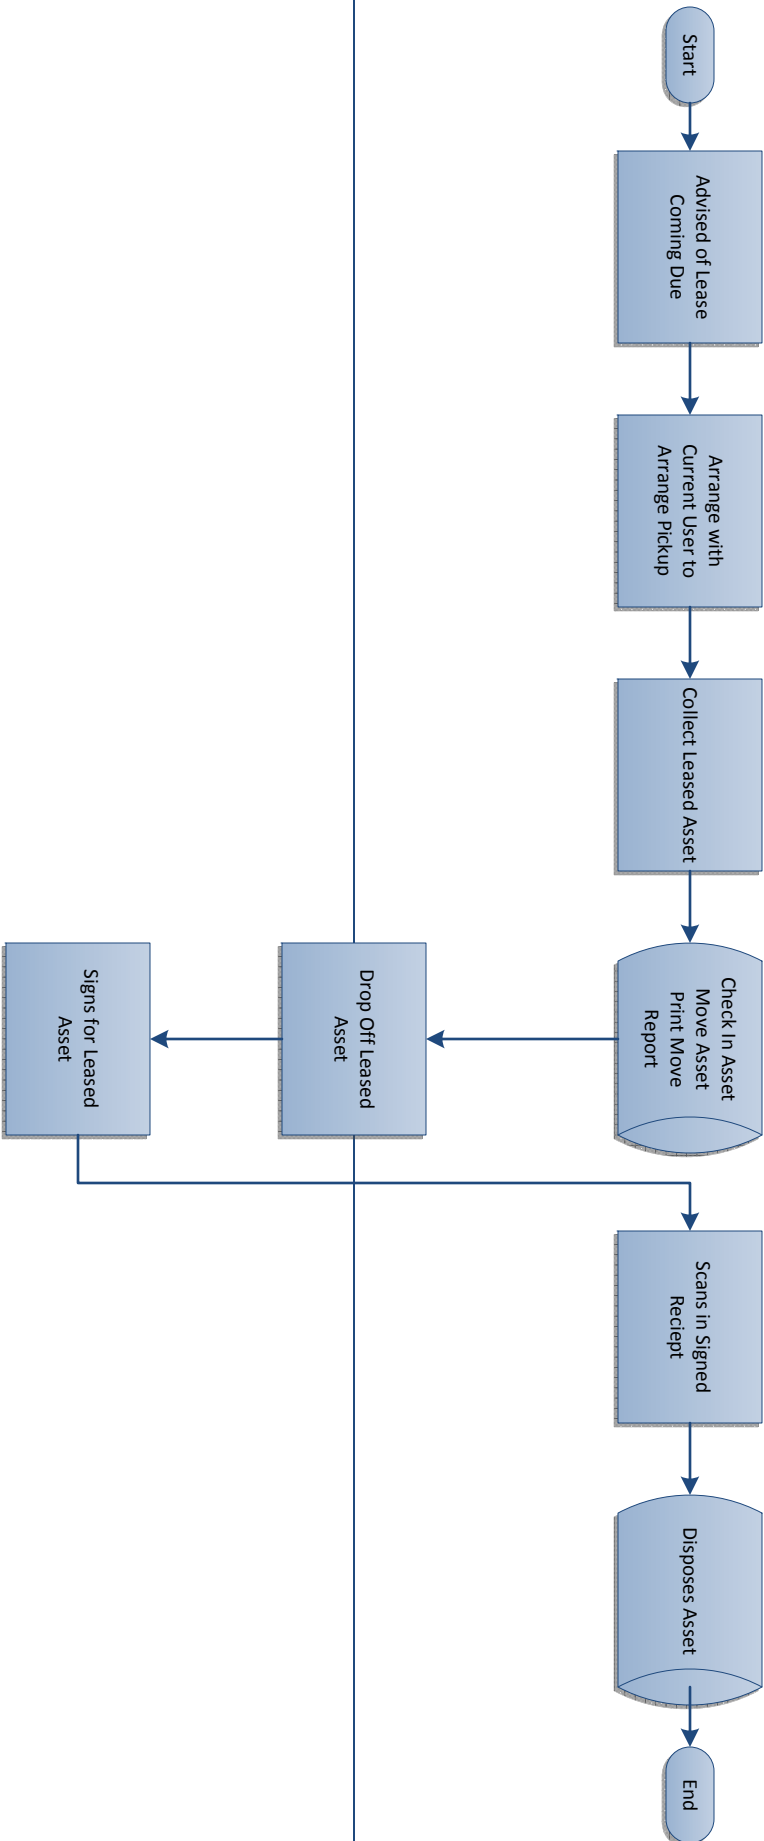 Start
Advised of Lease
Coming Due
Arrange with
Current User to
Arrange Pickup
Collect Leased Asset
Check In Asset
Move Asset
Print Move
Report
Drop Off Leased
Asset
Signs for Leased
Asset
Scans in Signed
Reciept
Disposes Asset
End